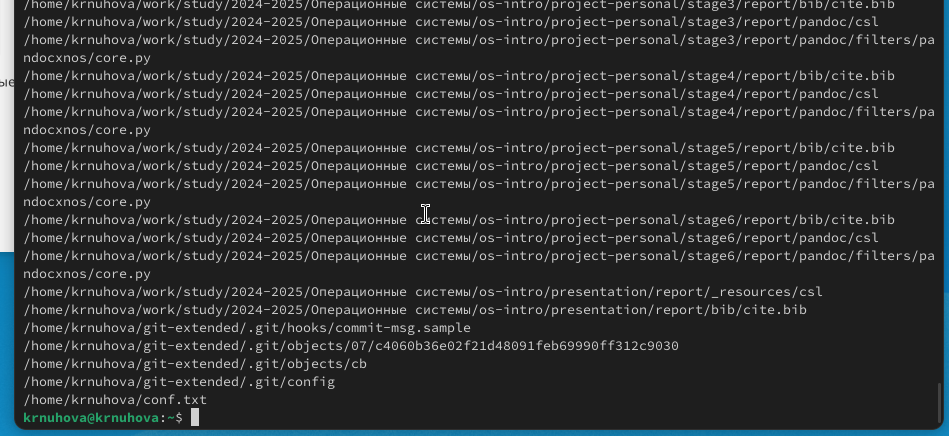 /home/krnuhova/work/study/2024-2025/Операционные системы/os-intro/project-personal/stage3/report/bib/cite.bib
/home/krnuhova/work/study/2024-2025/Операционные системы/os-intro/project-personal/stage3/report/pandoc/csl
/home/krnuhova/work/study/2024-2025/Операционные системы/os-intro/project-personal/stage3/report/pandoc/filters/pa
ndocxnos/core.py
/home/krnuhova/work/study/2024-2025/Операционные системы/os-intro/project-personal/stage4/report/bib/cite.bib
/home/krnuhova/work/study/2024-2025/Операционные системы/os-intro/project-personal/stage4/report/pandoc/csl
/home/krnuhova/work/study/2024-2025/Операционные системы/os-intro/project-personal/stage4/report/pandoc/filters/pa
ndocxnos/core.py
/home/krnuhova/work/study/2024-2025/Операционные системы/os-intro/project-personal/stage5/report/bib/cite.bib
/home/krnuhova/work/study/2024-2025/Операционные системы/os-intro/project-personal/stage5/report/pandoc/csl
/home/krnuhova/work/study/2024-2025/Операционные системы/os-intro/project-personal/stage5/report/pandoc/filters/pa
ndocxnos/core.py
/home/krnuhova/work/study/2024-2025/Операционные системы/os-intro/project-personal/stage6/report/bib/cite.bib
/home/krnuhova/work/study/2024-2025/Операционные системы/os-intro/project-personal/stage6/report/pandoc/csl
/home/krnuhova/work/study/2024-2025/Операционные системы/os-intro/project-personal/stage6/report/pandoc/filters/pa
ndocxnos/core.py
/home/krnuhova/work/study/2024-2025/Операционные системы/os-intro/presentation/report/_resources/csl
/home/krnuhova/work/study/2024-2025/Операционные системы/os-intro/presentation/report/bib/cite.bib
/home/krnuhova/git-extended/.git/hooks/commit-msg.sample
/home/krnuhova/git-extended/.git/objects/07/c4060b36e02f21d48091feb69990ff312c9030
/home/krnuhova/git-extended/.git/objects/cb
/home/krnuhova/git-extended/.git/config
/home/krnuhova/conf.txt
krnuhova@krnuhova:~$